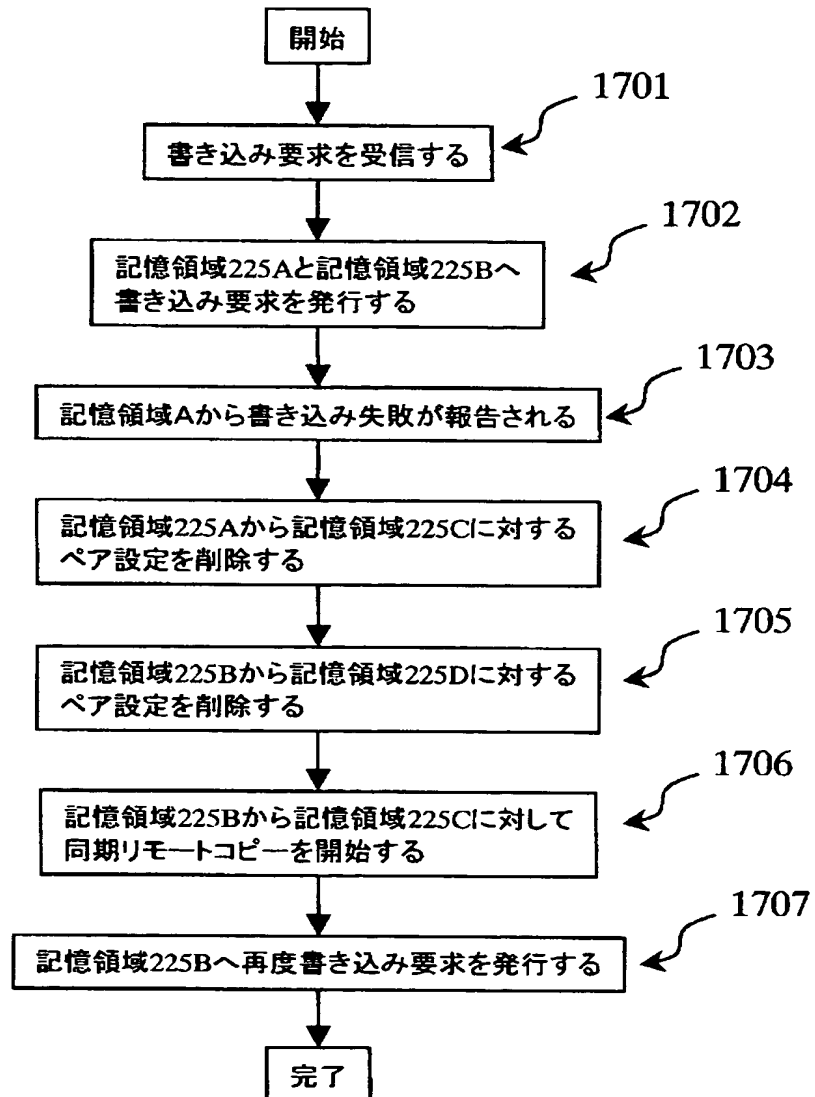 開始
1701
書き込み要求を受信する
1702
記憶領域225Aと記憶領域225Bへ
書き込み要求を発行する
1703
記憶領域Aから書き込み失敗が報告される
1704
記憶領域225Aから記憶領域225Cに対する
ペア設定を削除する
1705
記憶領域225Bから記憶領域225Dに対する
ペア設定を削除する
1706
記憶領域225Bから記憶領域225Cに対して
同期リモートコピーを開始する
1707
記憶領域225Bへ再度書き込み要求を発行する
完了